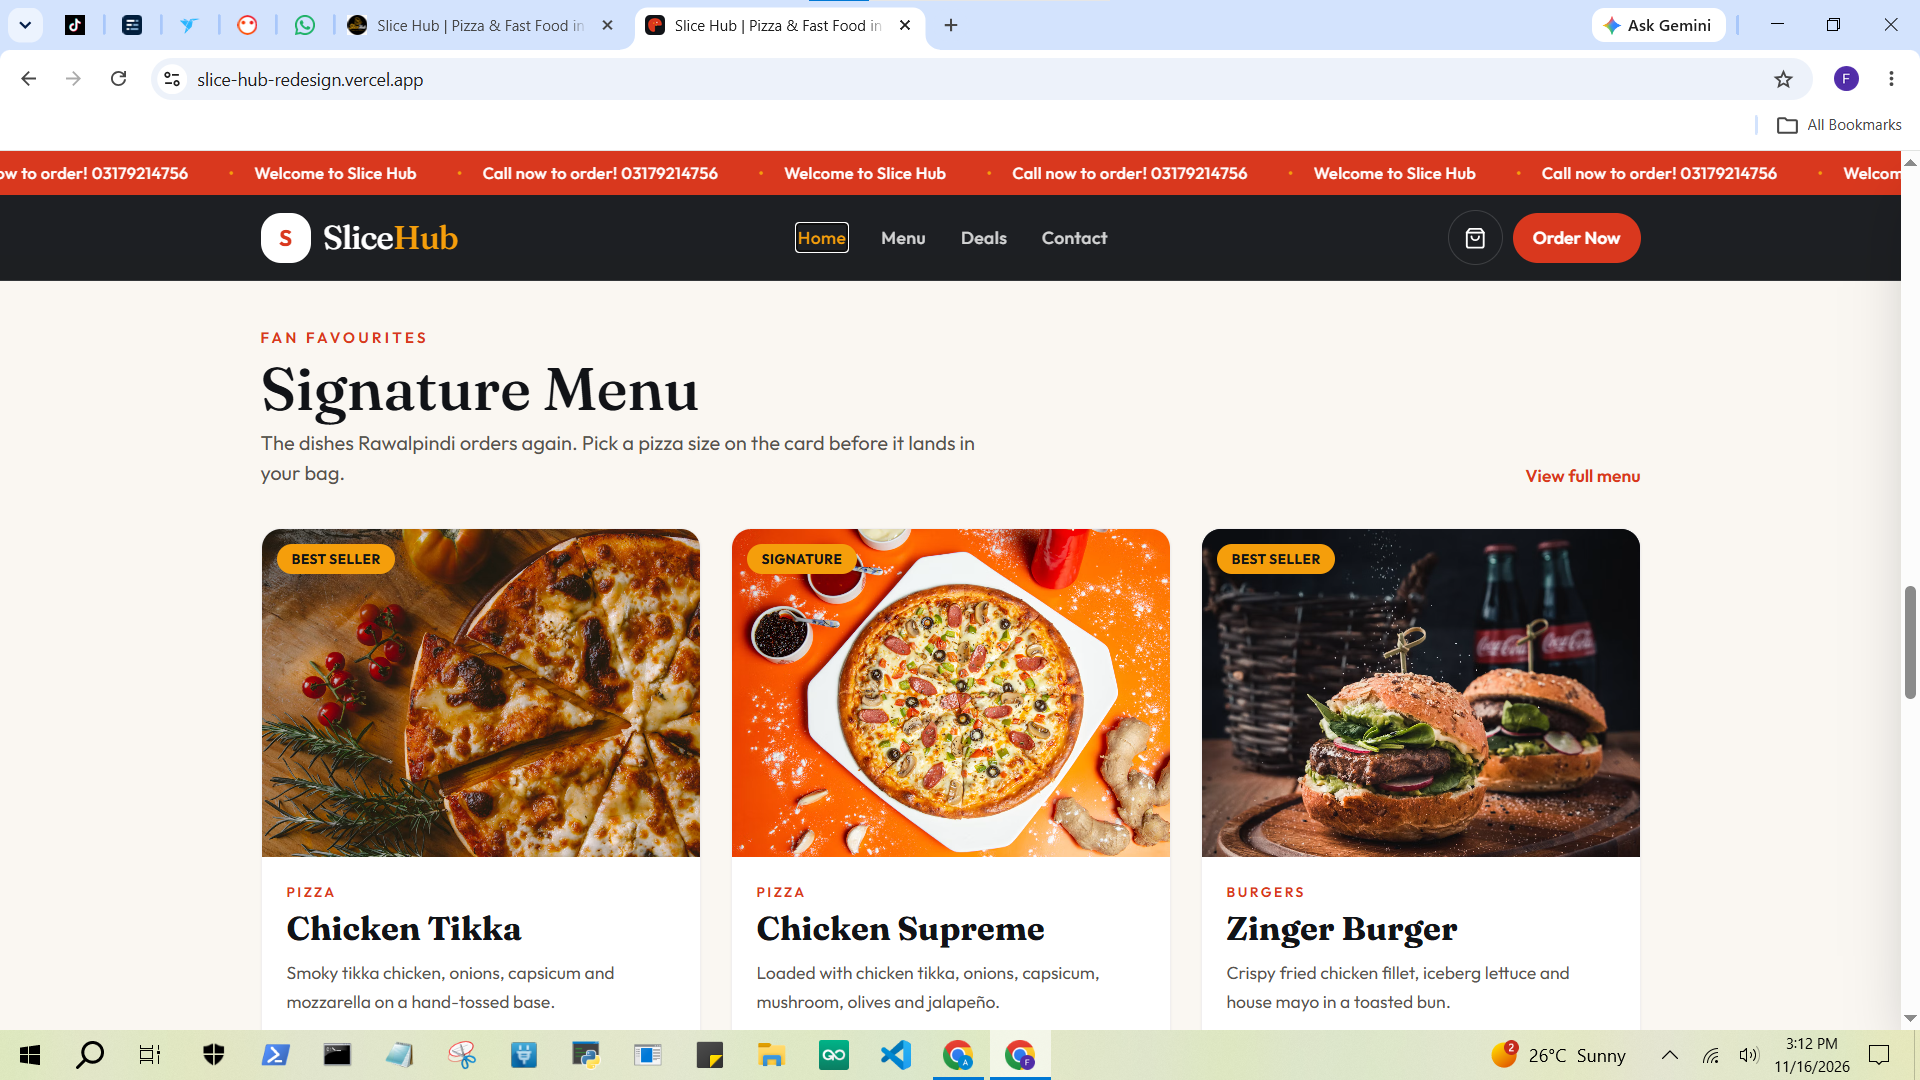 Slice Hub | Pizza & Fast Food in
Slice Hub | Pizza & Fast Food in
Ask Gemini
slice-hub-redesign.vercel.app
F
All Bookmarks
ow to order! 03179214756 • Welcome to Slice Hub • Call now to order! 03179214756 • Welcome to Slice Hub • Call now to order! 03179214756 • Welcome to Slice Hub • Call now to order! 03179214756 • Welcom
S SliceHub
Home Menu Deals Contact
Order Now
FAN FAVOURITES
Signature Menu
The dishes Rawalpindi orders again. Pick a pizza size on the card before it lands in
your bag.
View full menu
BEST SELLER
SIGNATURE
BEST SELLER
Coca-Cola
Coca-Cola
PIZZA
Chicken Tikka
Smoky tikka chicken, onions, capsicum and
mozzarella on a hand-tossed base.
PIZZA
Chicken Supreme
Loaded with chicken tikka, onions, capsicum,
mushroom, olives and jalapeño.
BURGERS
Zinger Burger
Crispy fried chicken fillet, iceberg lettuce and
house mayo in a toasted bun.
A
F
2
26°C Sunny
3:12 PM
11/16/2026